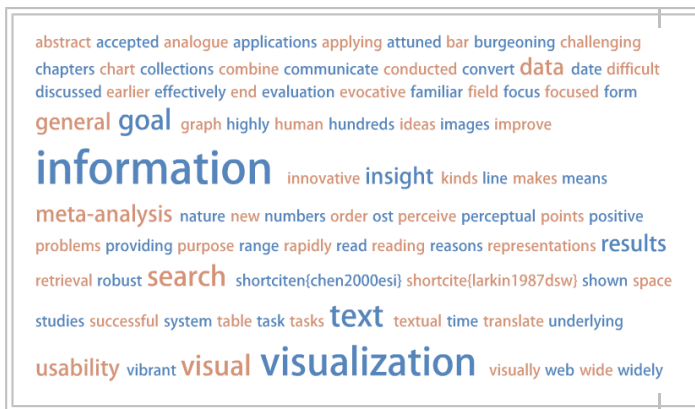 abstract accepted analogue applications applying attuned bar burgeoning challenging
chapters chart collections combine communicate conducted convert data date difficult
discussed earlier effectively end evaluation evocative familiar field focus focused form
general goal graph highly human hundreds ideas images improve
information innovative insight kinds line makes means
meta-analysis nature new numbers order ost perceive perceptual points positive
problems providing purpose range rapidly read reading reasons representations results
retrieval robust search shortciten{chen2000esi} shortcite{larkin1987dsw} shown space
studies successful system table task tasks text textual time translate underlying
usability vibrant visual visualization visually web wide widely